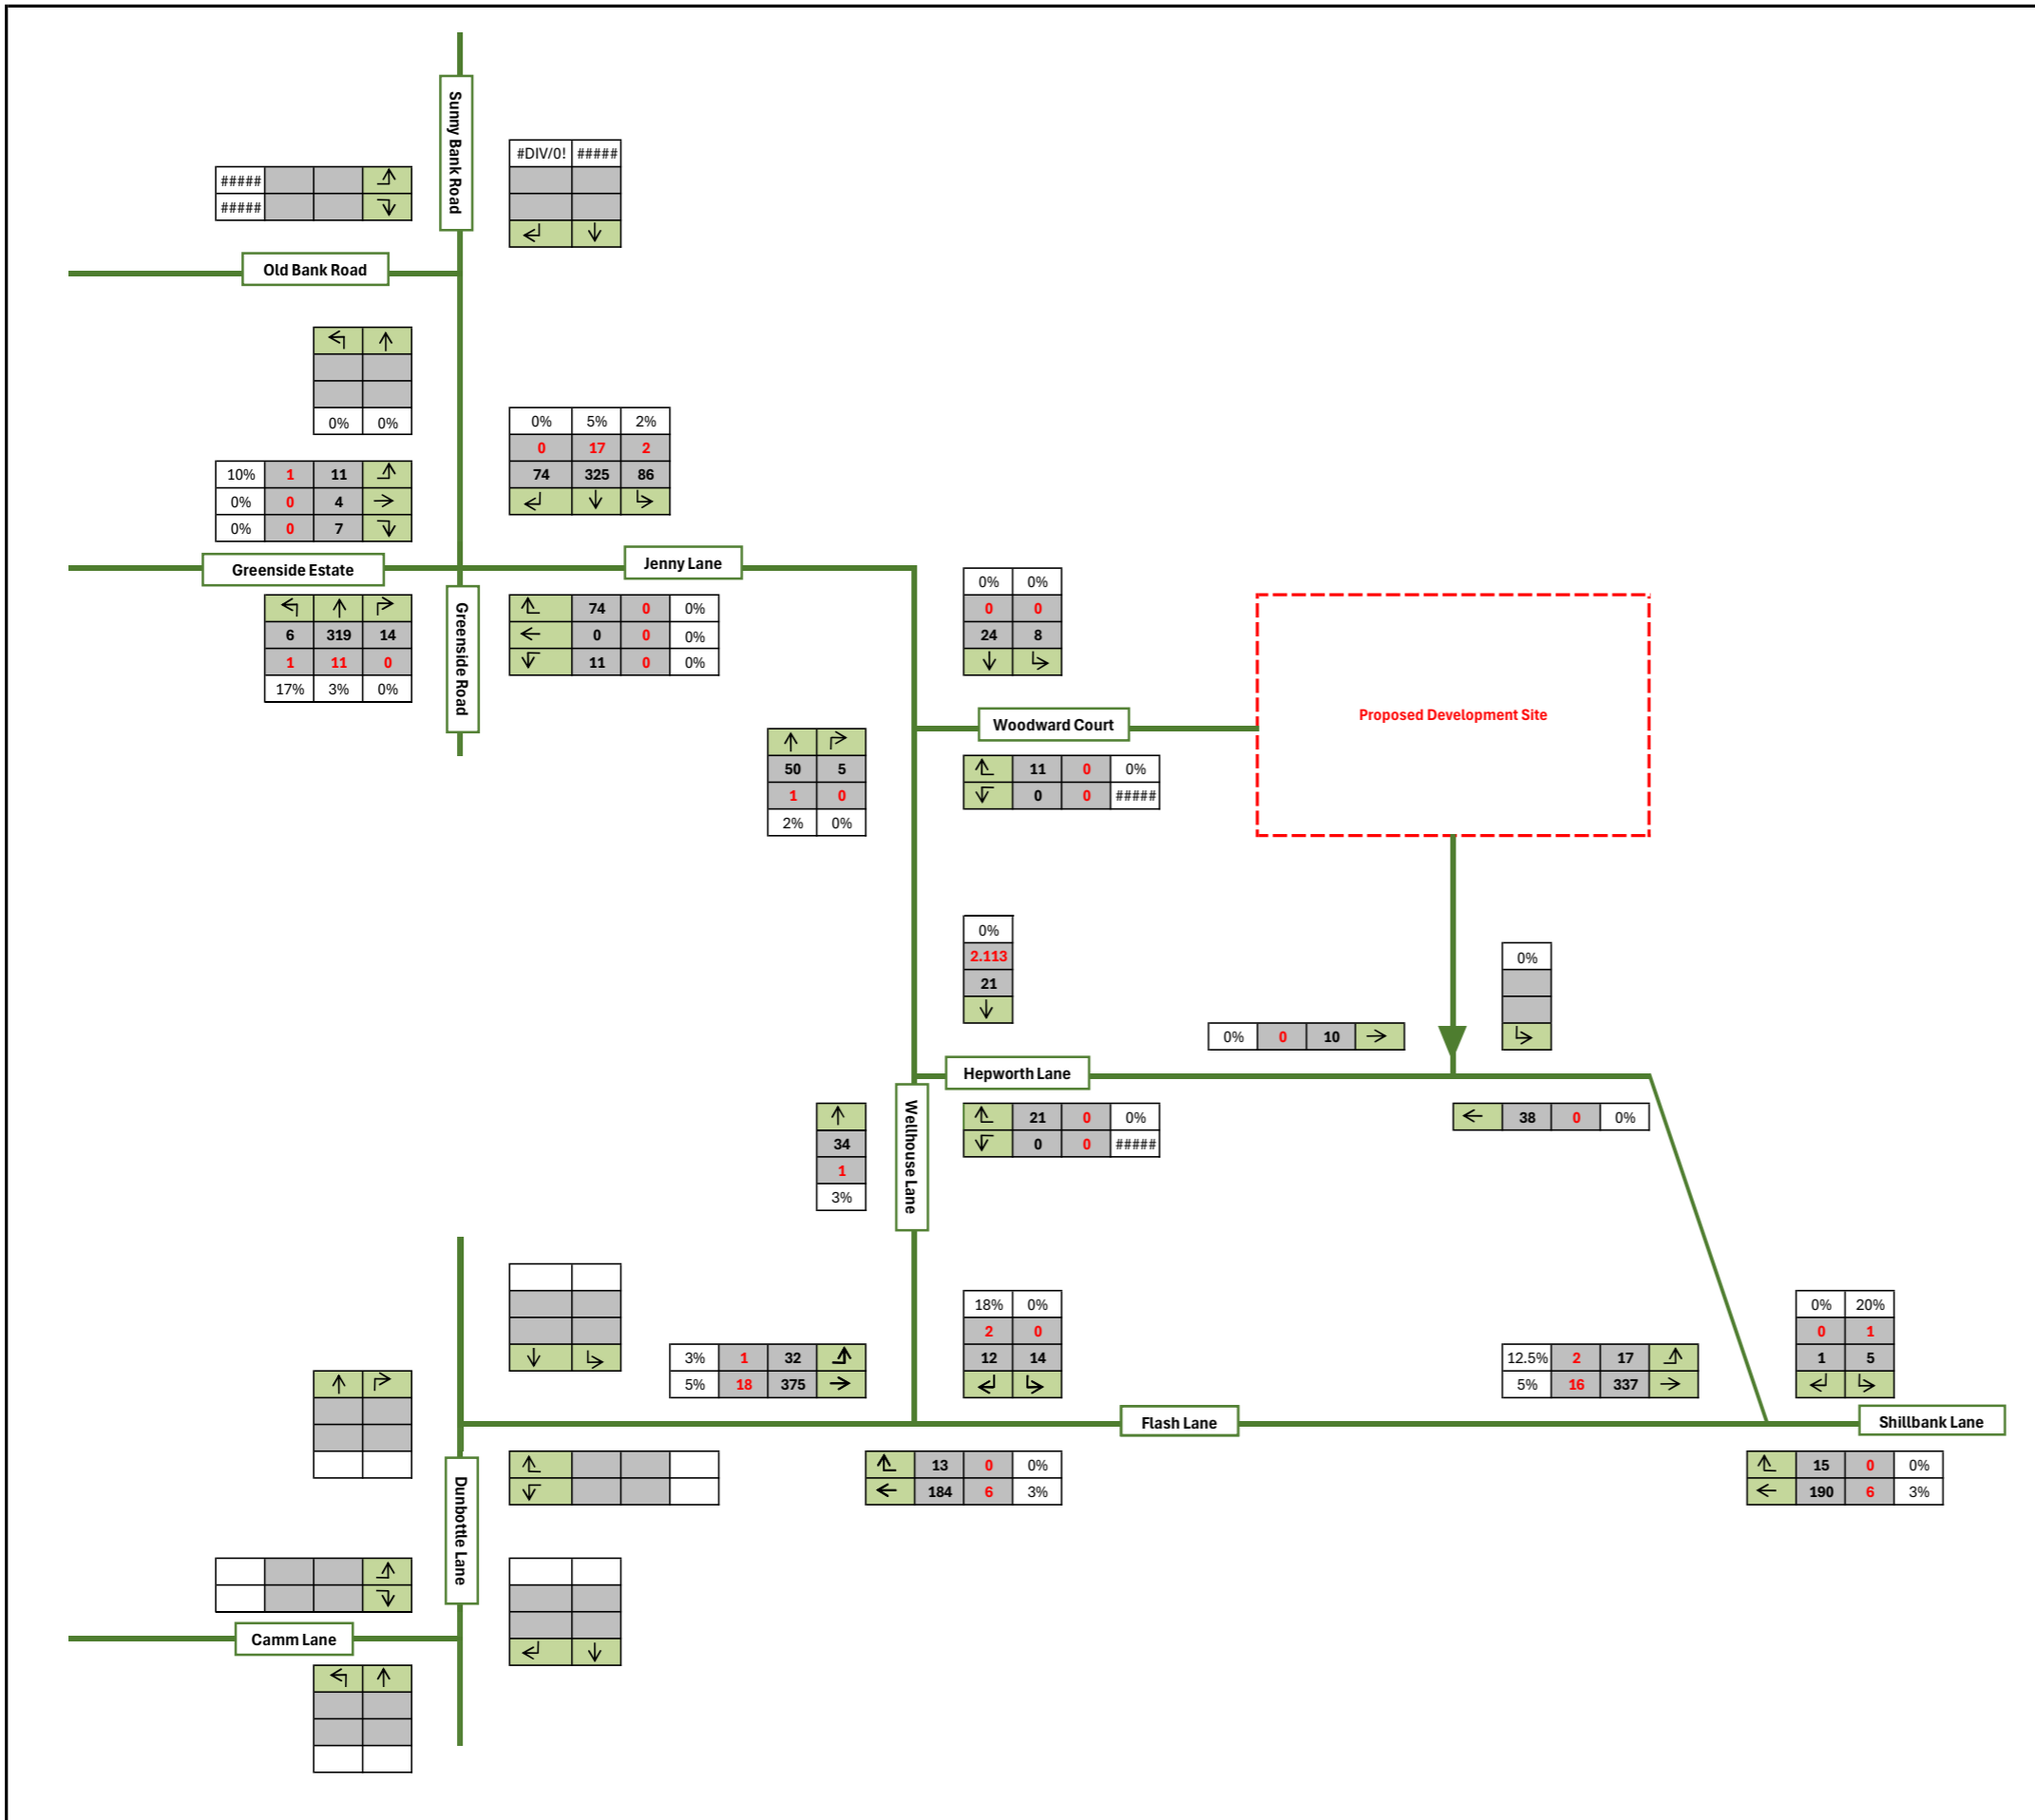 Sunny Bank Road
#DIV/0! #####
#####
#####
Old Bank Road
0% 0%
0% 5% 2%
0 17 2
74 325 86
10% 1 11
0% 0 4
0% 0 7
Greenside Estate
Jenny Lane
Greenside Road
6 319 14
1 11 0
17% 3% 0%
74 0 0%
0 0 0%
11 0 0%
0% 0%
0 0
24 8
Proposed Development Site
Woodward Court
50 5
1 0
2% 0%
11 0 0%
0 0 #####
0%
2.113
21
0%
0% 0 10
Hepworth Lane
Wellhouse Lane
34
1
3%
21 0 0%
0 0 #####
38 0 0%
18% 0%
2 0
12 14
3% 1 32
5% 18 375
12.5% 2 17
5% 16 337
0% 20%
0 1
1 5
Flash Lane
Shillbank Lane
Dunbottle Lane
13 0 0%
184 6 3%
15 0 0%
190 6 3%
Camm Lane